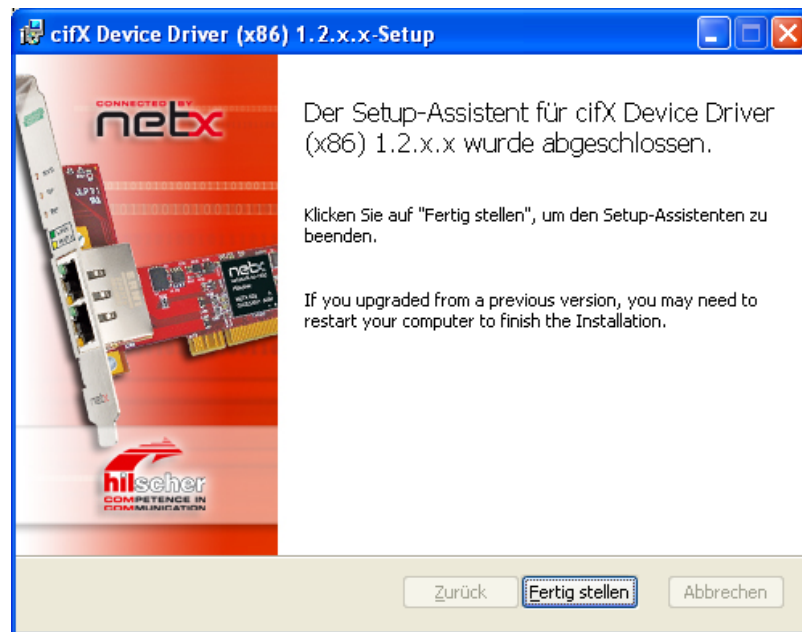 cifX Device Driver (x86) 1.2.x.x-Setup
CONNECTED BY
netx
Der Setup-Assistent für cifX Device Driver
(x86) 1.2.x.x wurde abgeschlossen.
Klicken Sie auf "Fertig stellen", um den Setup-Assistenten zu
beenden.
If you upgraded from a previous version, you may need to
restart your computer to finish the Installation.
netx
hilscher
COMPETENCE IN
COMMUNICATION
Zurück
Fertig stellen
Abbrechen